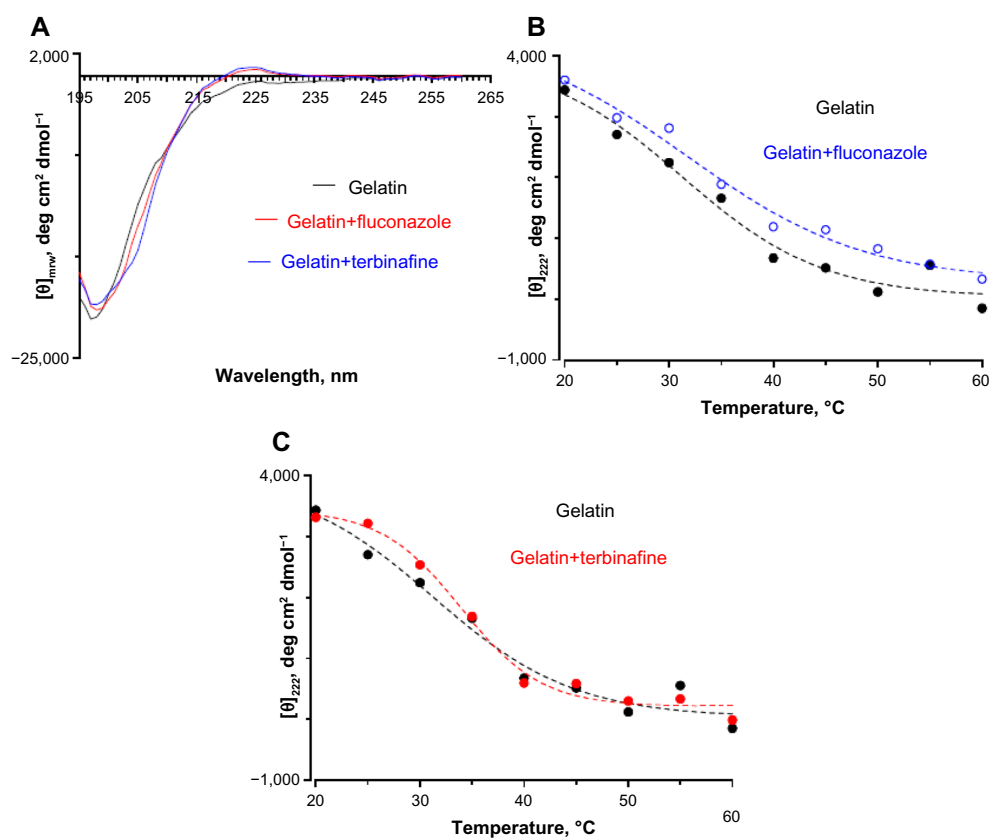 A
2,000
195 205 215 225 235 245 255 265
[θ]mrw, deg cm² dmol⁻¹
Gelatin
Gelatin+fluconazole
Gelatin+terbinafine
−25,000
Wavelength, nm
B
4,000
[θ]222, deg cm² dmol⁻¹
Gelatin
Gelatin+fluconazole
−1,000
20 30 40 50 60
Temperature, °C
C
4,000
[θ]222, deg cm² dmol⁻¹
Gelatin
Gelatin+terbinafine
−1,000
20 30 40 50 60
Temperature, °C